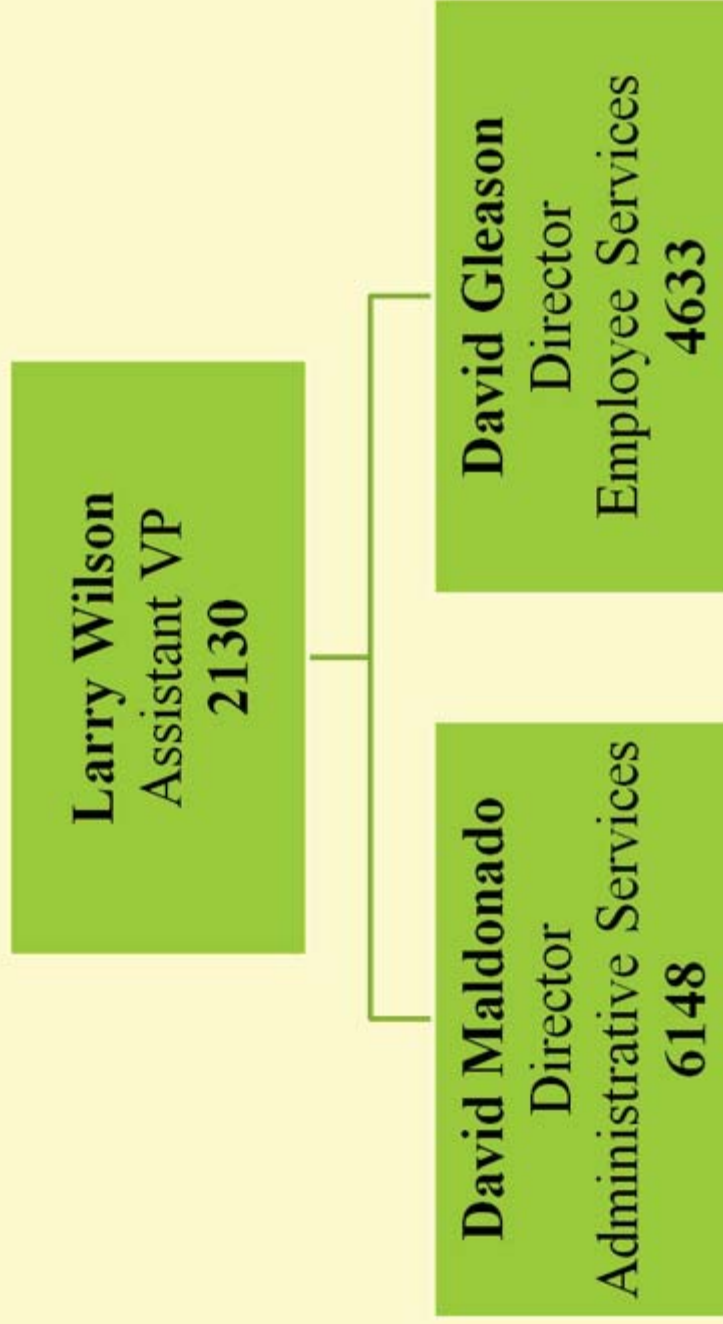 Larry Wilson
Assistant VP
2130
David Maldonado
Director
Administrative Services
6148
David Gleason
Director
Employee Services
4633